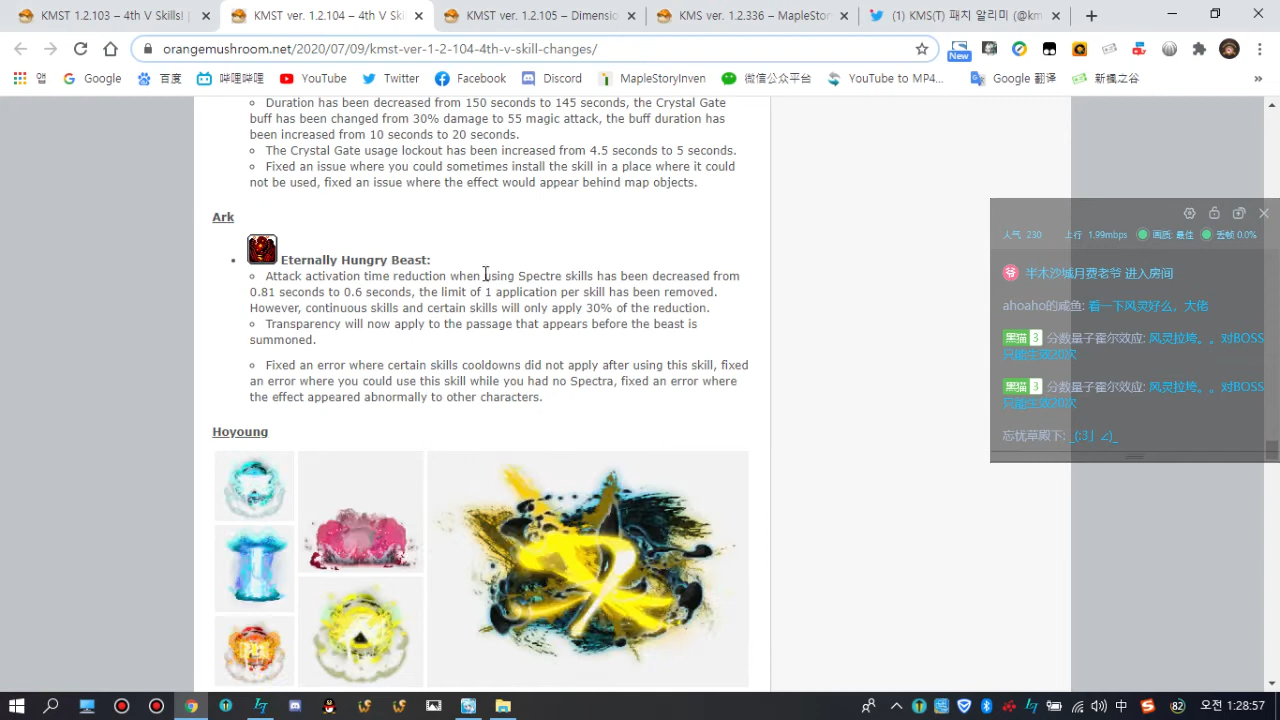 KMST ver. 1.2.103 – 4th V Skills! |
KMST ver. 1.2.104 – 4th V Ski
KMST ver. 1.2.105 – Dimensio
KMS ver. 1.2.336 – MapleStory
(1) KMS(T) 패치 알리미 (@km
orangemushroom.net/2020/07/09/kmst-ver-1-2-104-4th-v-skill-changes/
New
앱
Google
百度
哔哩哔哩
YouTube
Twitter
Facebook
Discord
MapleStoryInven
微信公众平台
YouTube to MP4...
Google 翻译
新楓之谷
»
Duration has been decreased from 150 seconds to 145 seconds, the Crystal Gate
buff has been changed from 30% damage to 55 magic attack, the buff duration has
been increased from 10 seconds to 20 seconds.
The Crystal Gate usage lockout has been increased from 4.5 seconds to 5 seconds.
Fixed an issue where you could sometimes install the skill in a place where it could
not be used, fixed an issue where the effect would appear behind map objects.
Ark
Eternally Hungry Beast:
Attack activation time reduction when using Spectre skills has been decreased from
0.81 seconds to 0.6 seconds, the limit of 1 application per skill has been removed.
However, continuous skills and certain skills will only apply 30% of the reduction.
Transparency will now apply to the passage that appears before the beast is
summoned.
Fixed an error where certain skills cooldowns did not apply after using this skill, fixed
an error where you could use this skill while you had no Spectra, fixed an error where
the effect appeared abnormally to other characters.
Hoyoung
人气 230 上行 1.99mbps 画质: 最佳 丢帧 0.0%
爷 半木沙城月费老爷 进入房间
ahoaho的咸鱼: 看一下风灵好么，大佬
黑猫 3 分数量子霍尔效应: 风灵拉垮。。对BOSS
只能生效20次
黑猫 3 分数量子霍尔效应: 风灵拉垮。。对BOSS
只能生效20次
忘忧草殿下: _(:3」∠)_
中
오전 1:28:57